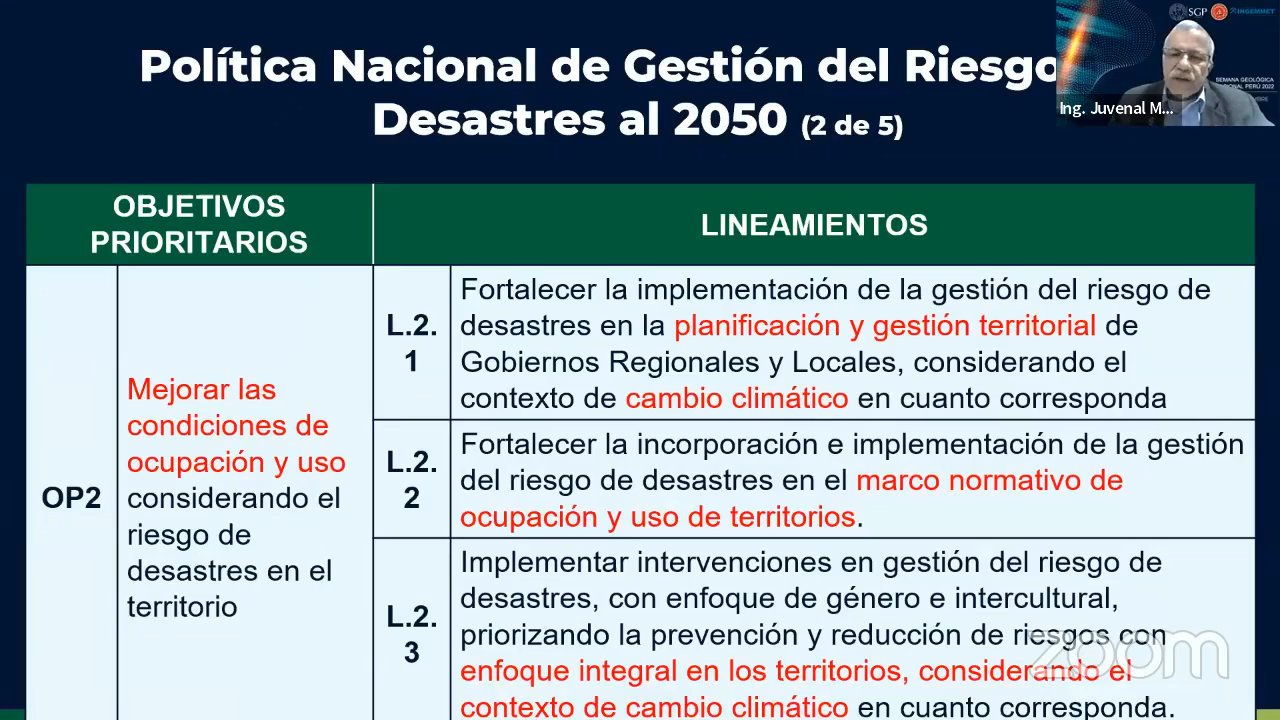 Política Nacional de Gestión del Riesgo
Desastres al 2050 (2 de 5)
SGP
INGEMMET
SEMANA GEOLÓGICA
PERÚ 2022
Ing. Juvenal M...
OBJETIVOS
PRIORITARIOS
LINEAMIENTOS
OP2
Mejorar las
condiciones de
ocupación y uso
considerando el
riesgo de
desastres en el
territorio
L.2.
1
Fortalecer la implementación de la gestión del riesgo de
desastres en la planificación y gestión territorial de
Gobiernos Regionales y Locales, considerando el
contexto de cambio climático en cuanto corresponda
L.2.
2
Fortalecer la incorporación e implementación de la gestión
del riesgo de desastres en el marco normativo de
ocupación y uso de territorios.
L.2.
3
Implementar intervenciones en gestión del riesgo de
desastres, con enfoque de género e intercultural,
priorizando la prevención y reducción de riesgos con
enfoque integral en los territorios, considerando el
contexto de cambio climático en cuanto corresponda.
zoom